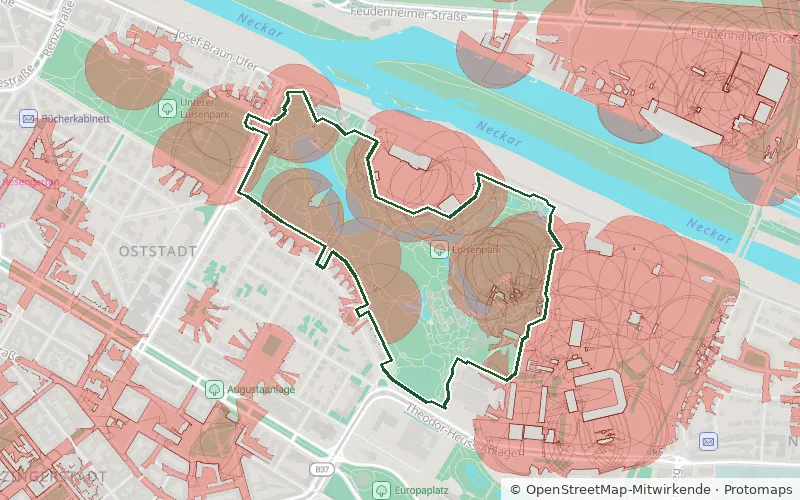 Feudenheimer Straße
Neckar
Renzstraße
Josef-Braun-Ufer
Feudenheimer Straße
Unterer
Luisenpark
Bücherkabinett
Neckar
Neckar
OSTSTADT
Luisenpark
Augustaanlage
Theodor-Heuss-Anlage
B37
Europaplatz
© OpenStreetMap-Mitwirkende, © Protomaps